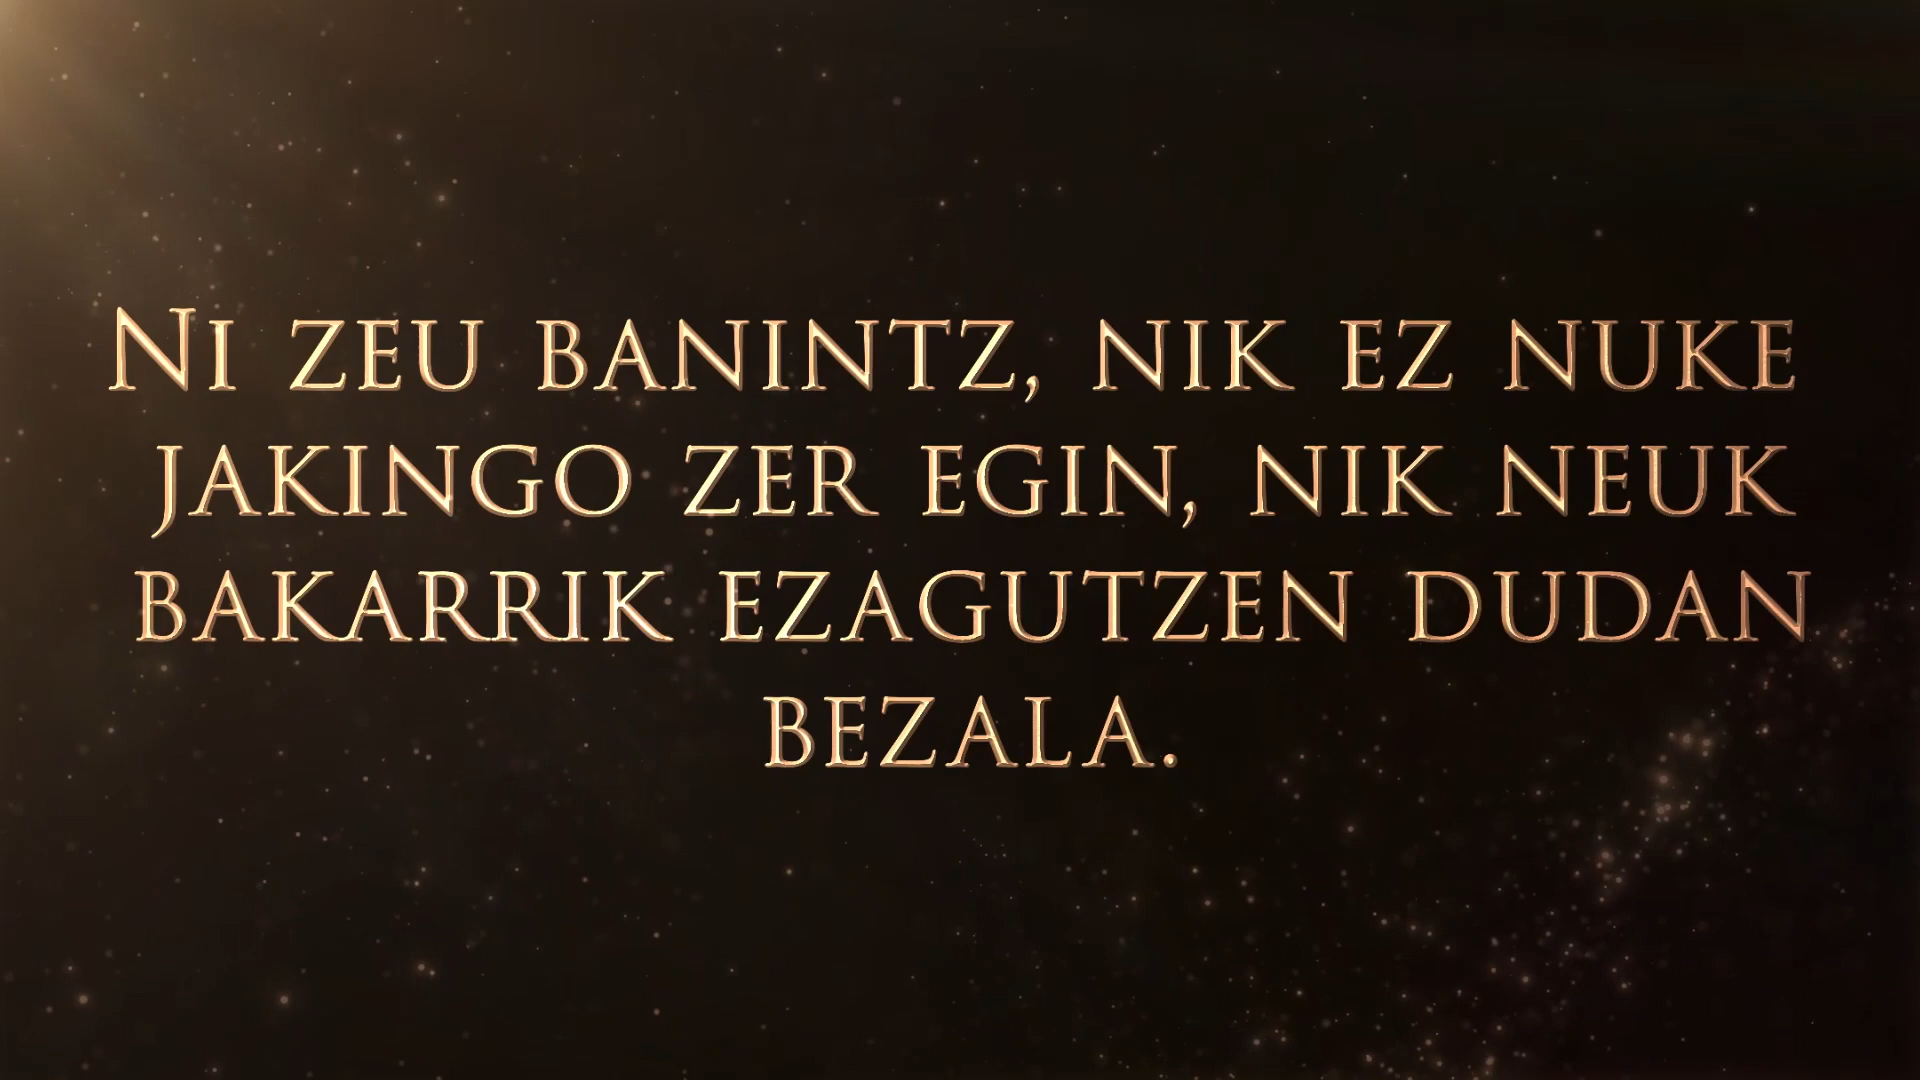 Ni zeu banintz, nik ez nuke
jakingo zer egin, nik neuk
bakarrik ezagutzen dudan
bezala.